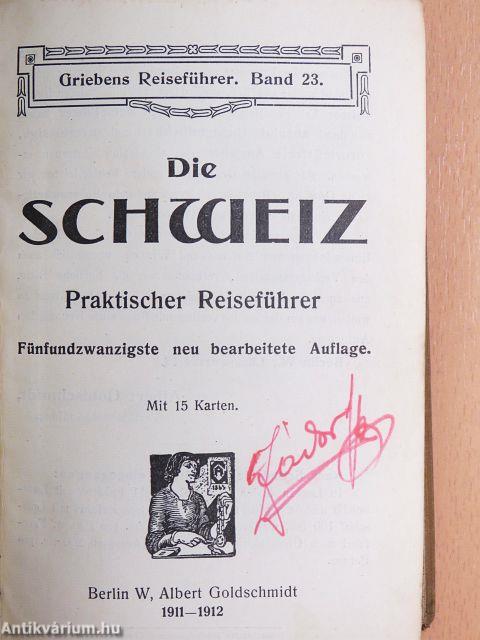 Griebens Reiseführer. Band 23.
Die
SCHWEIZ
Praktischer Reiseführer
Fünfundzwanzigste neu bearbeitete Auflage.
Mit 15 Karten.
Berlin W, Albert Goldschmidt
1911—1912
Antikvárium.hu